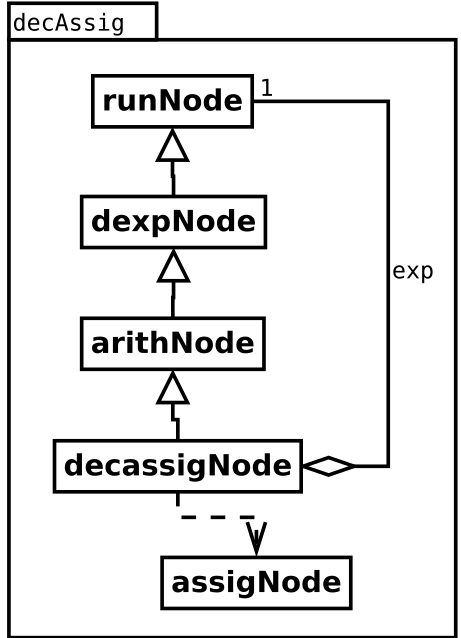 decAssig
runNode
1
dexpNode
exp
arithNode
decassigNode
assigNode